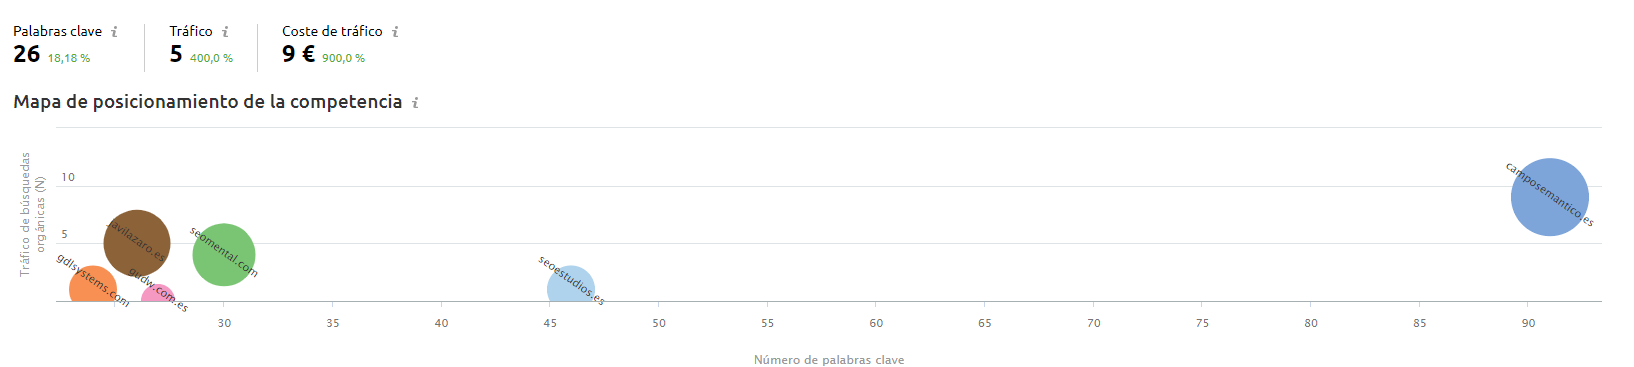 Palabras clave i
26 18,18 %
Tráfico i
5 400,0 %
Coste de tráfico i
9 € 900,0 %
Mapa de posicionamiento de la competencia i
Tráfico de búsquedas
orgánicas (N)
10
5
camposemantico.es
javilazaro.es
seomental.com
gdlsystems.com
gudw.com.es
seoestudios.es
30 35 40 45 50 55 60 65 70 75 80 85 90
Número de palabras clave